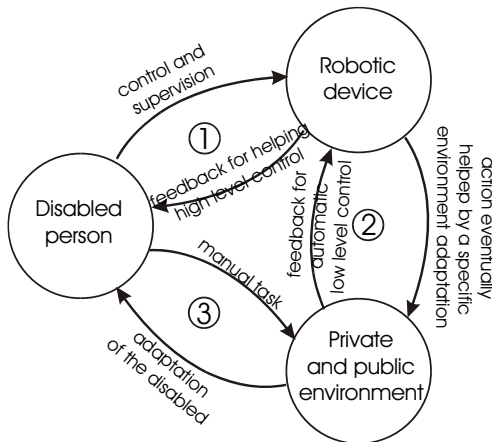 control and
supervision
Robotic
device
1
feedback for helping
high level control
Disabled
person
feedback for
automatic
low level control
2
action eventually
helpep by a specific
environment adaptation
manual task
3
adaptation
of the disabled
Private
and public
environment